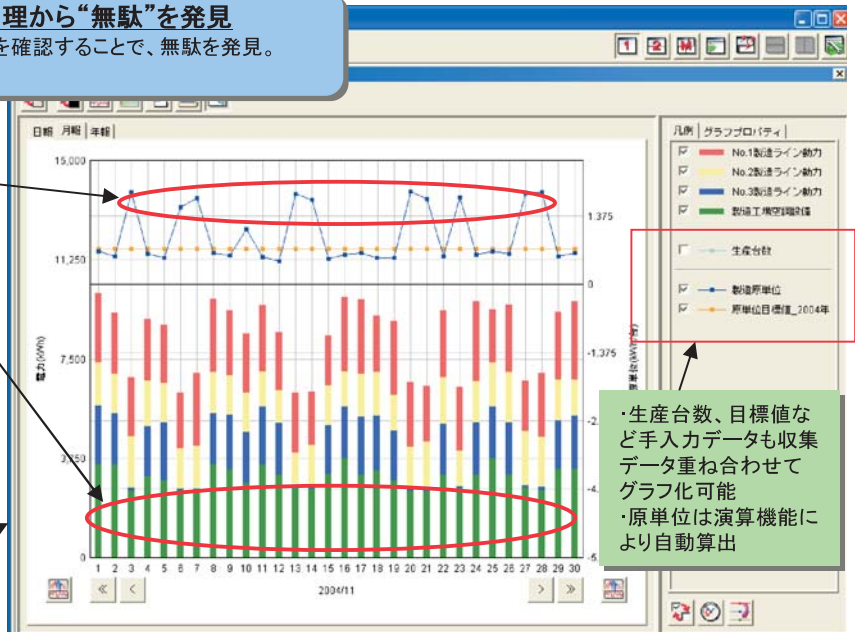 理から“無駄”を発見
を確認することで、無駄を発見。
日報 月報 年報
凡例 グラフプロパティ
No.1製造ライン動力
No.2製造ライン動力
No.3製造ライン動力
製造工場空調設備
生産台数
製造原単位
原単位目標値_2004年
15,000
11,250
7,500
3,750
0
電力(kWh)
1.375
0
-1.375
-2.
-4.
-5
1 2 3 4 5 6 7 8 9 10 11 12 13 14 15 16 17 18 19 20 21 22 23 24 25 26 27 28 29 30
2004/11
・生産台数、目標値な
ど手入力データも収集
データ重ね合わせて
グラフ化可能
・原単位は演算機能に
より自動算出